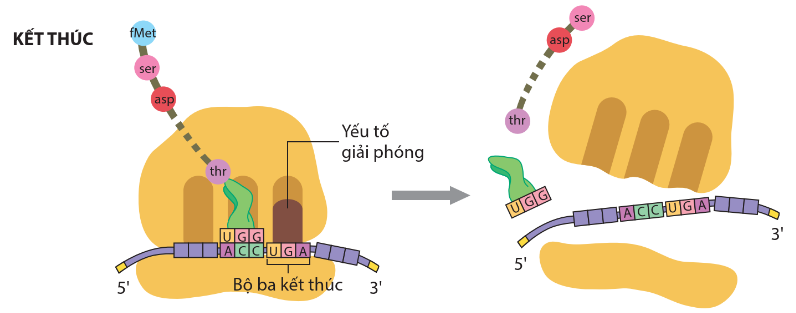 KẾT THÚC
fMet
ser
asp
thr
Yếu tố
giải phóng
U G G
A C C U G A
5'
Bộ ba kết thúc
3'
ser
asp
thr
U G G
A C C U G A
5'
3'